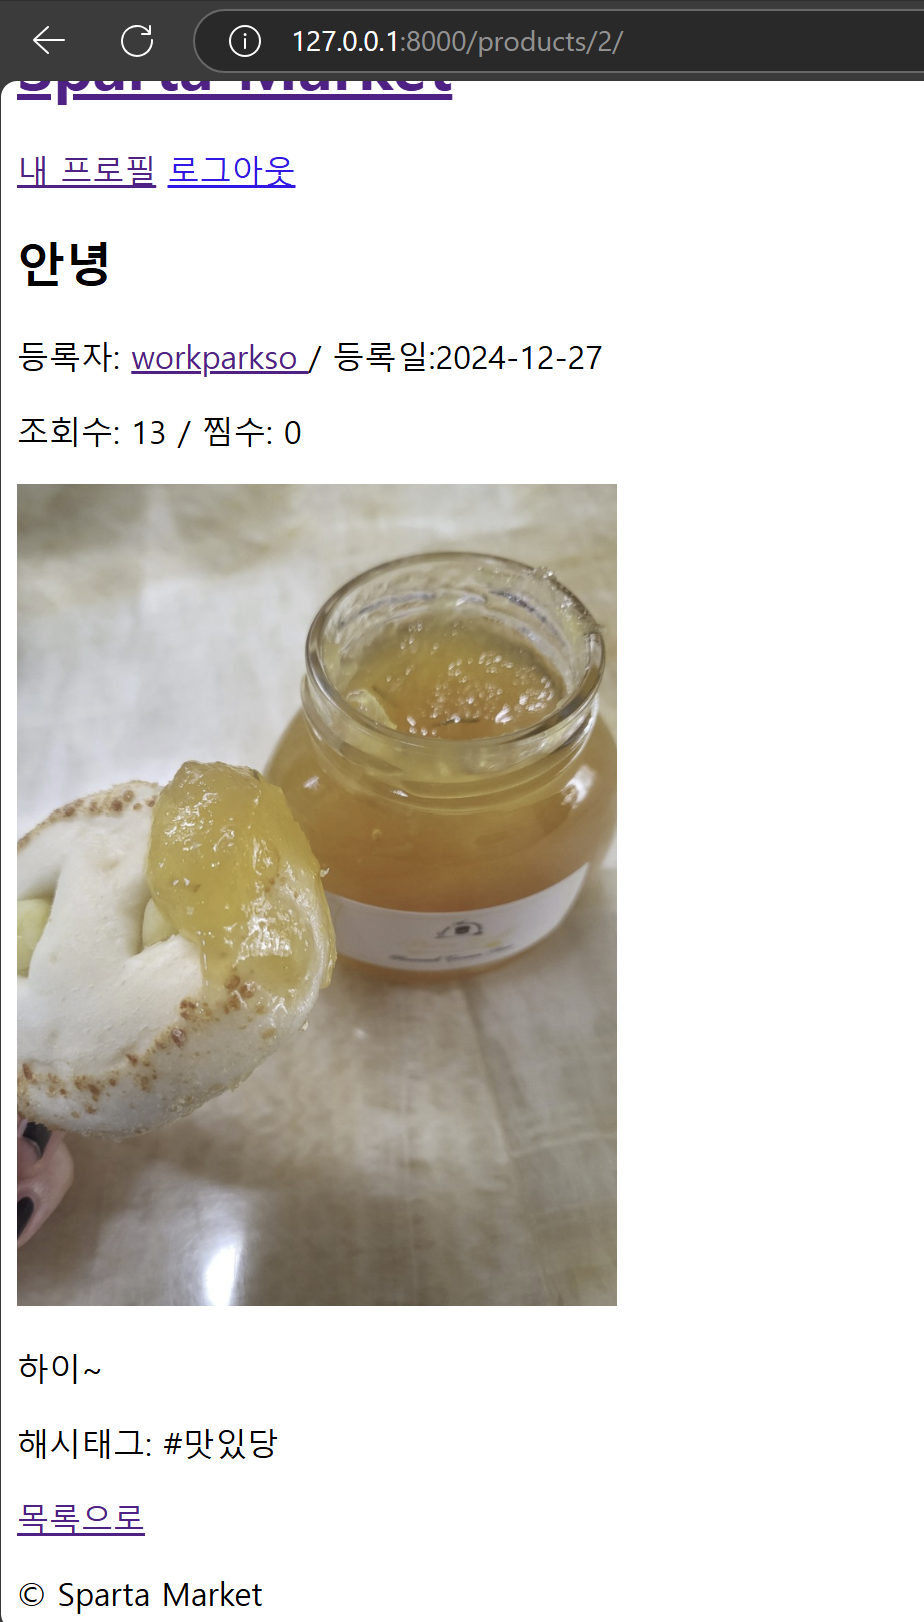 127.0.0.1:8000/products/2/
Sparta Market
내 프로필 로그아웃
안녕
등록자: workparkso / 등록일:2024-12-27
조회수: 13 / 찜수: 0
하이~
해시태그: #맛있당
목록으로
© Sparta Market